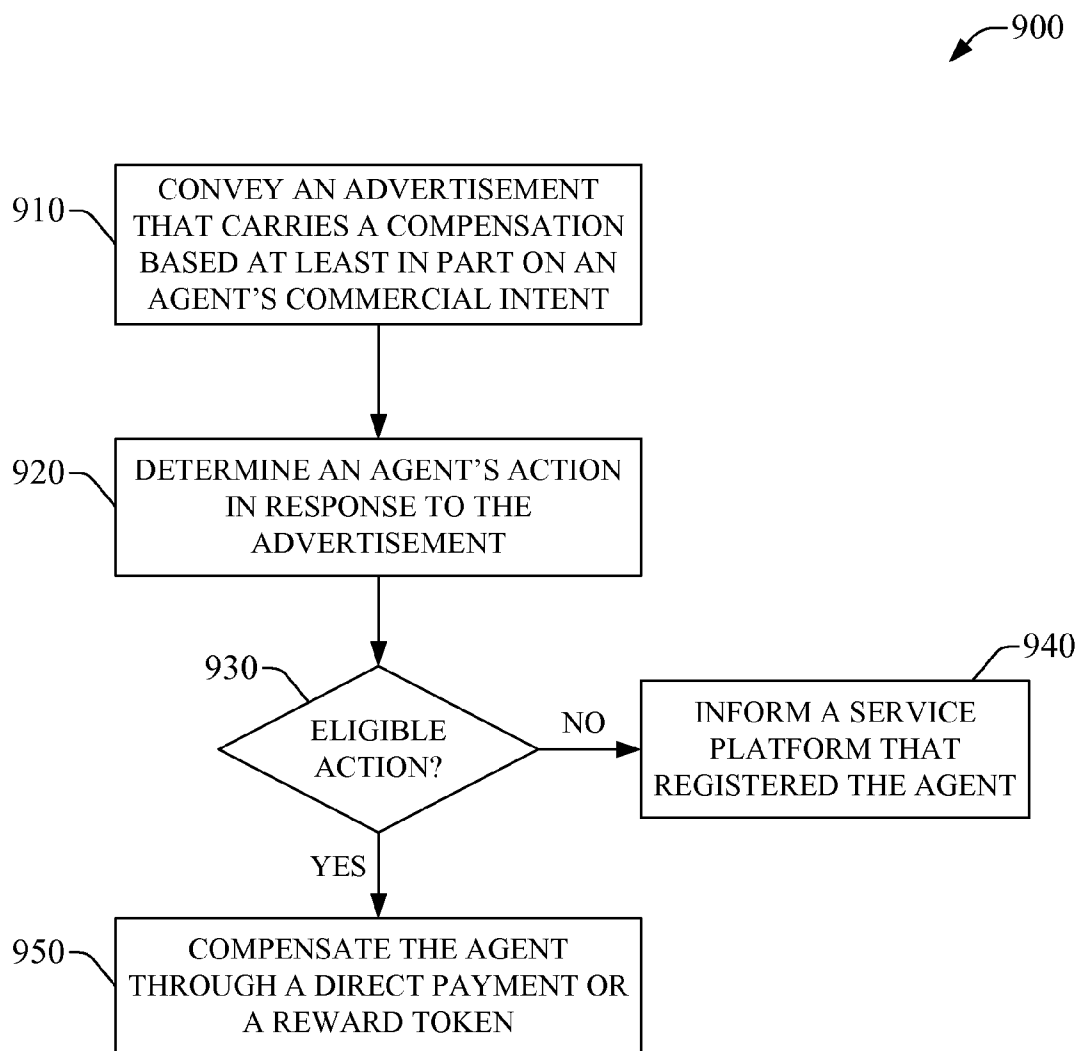 900
910
CONVEY AN ADVERTISEMENT
THAT CARRIES A COMPENSATION
BASED AT LEAST IN PART ON AN
AGENT'S COMMERCIAL INTENT
920
DETERMINE AN AGENT'S ACTION
IN RESPONSE TO THE
ADVERTISEMENT
930
ELIGIBLE
ACTION?
NO
940
INFORM A SERVICE
PLATFORM THAT
REGISTERED THE AGENT
YES
950
COMPENSATE THE AGENT
THROUGH A DIRECT PAYMENT OR
A REWARD TOKEN